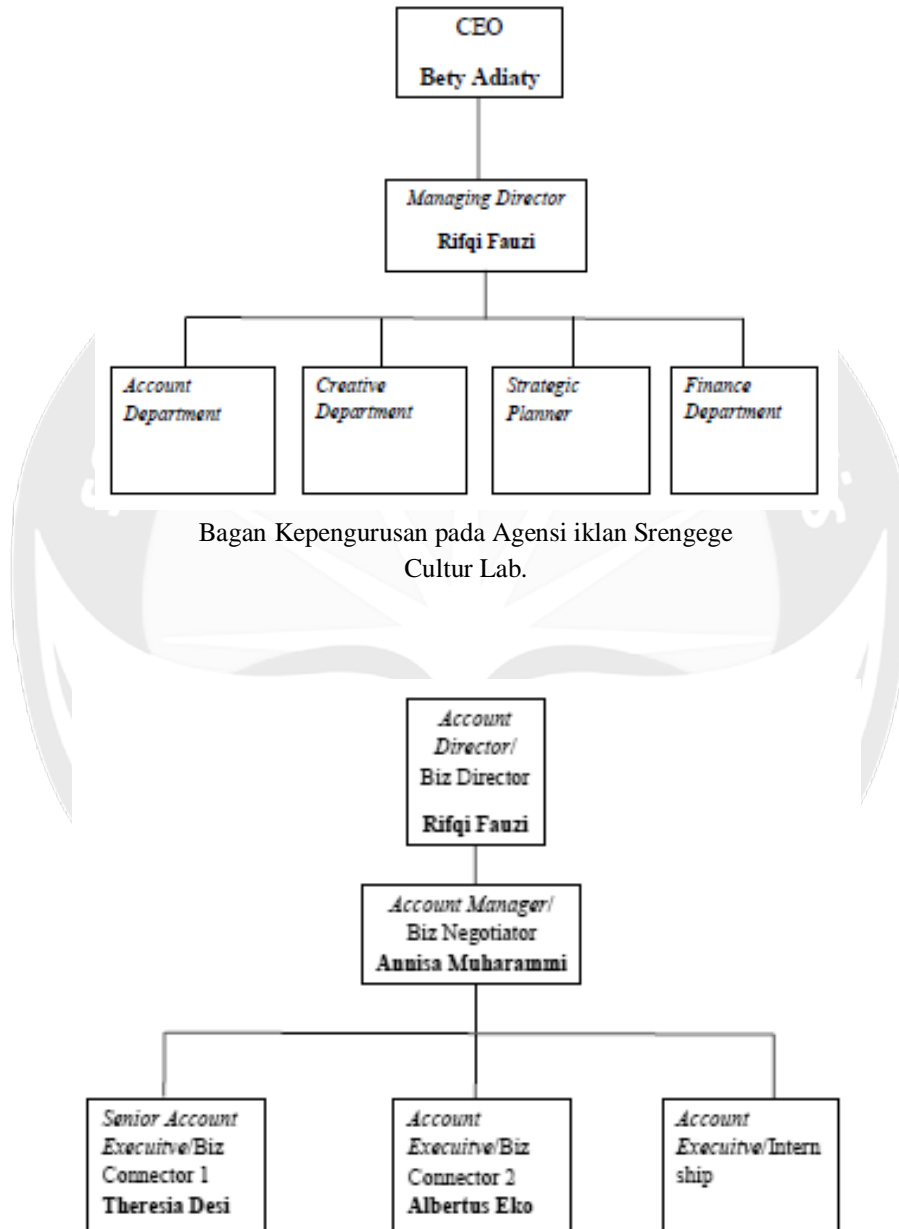 CEO
Bety Adiaty
Managing Director
Rifqi Fauzi
Account
Department
Creative
Department
Strategic
Planner
Finance
Department
Bagan Kepengurusan pada Agensi iklan Srengege
Cultur Lab.
Account
Director/
Biz Director
Rifqi Fauzi
Account Manager/
Biz Negotiator
Annisa Muharammi
Senior Account
Execuitve/Biz
Connector 1
Theresia Desi
Account
Execuitve/Biz
Connector 2
Albertus Eko
Account
Execuitve/Intern
ship